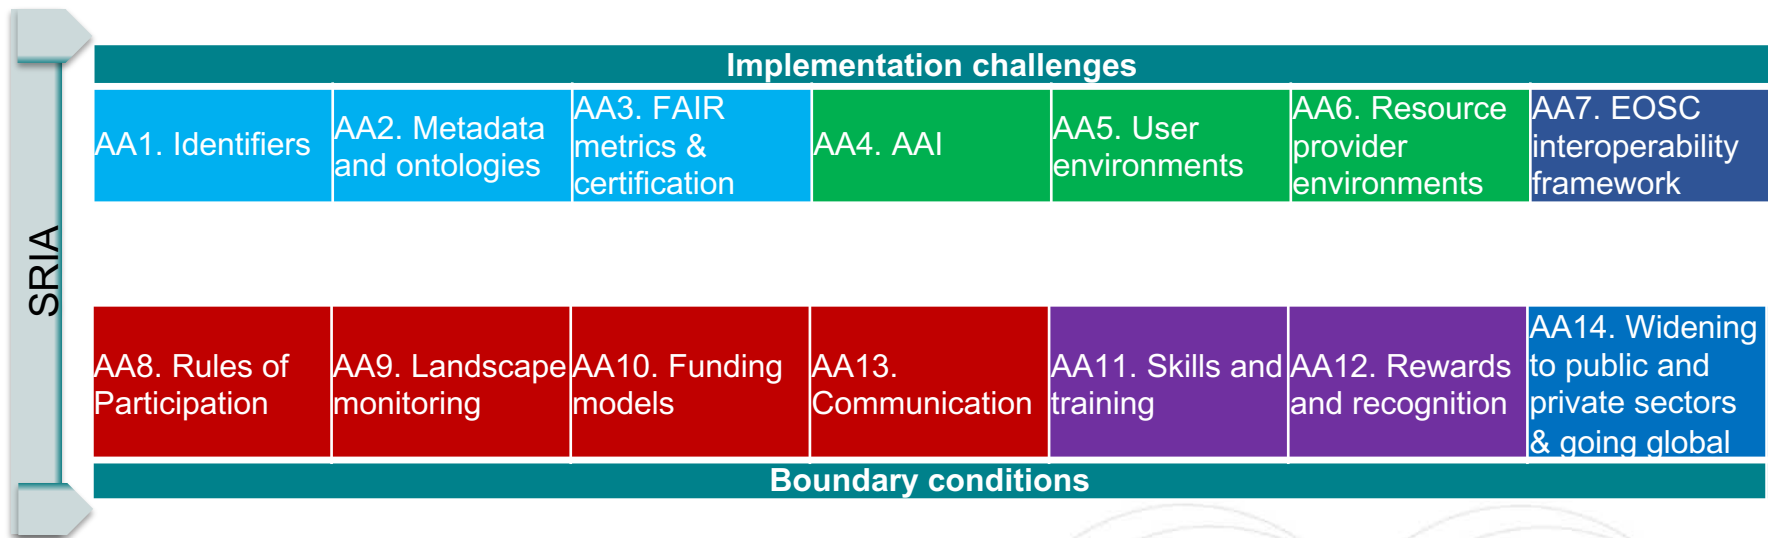 SRIA
Implementation challenges
AA1. Identifiers
AA2. Metadata
and ontologies
AA3. FAIR
metrics &
certification
AA4. AAI
AA5. User
environments
AA6. Resource
provider
environments
AA7. EOSC
interoperability
framework
AA8. Rules of
Participation
AA9. Landscape
monitoring
AA10. Funding
models
AA13.
Communication
AA11. Skills and
training
AA12. Rewards
and recognition
AA14. Widening
to public and
private sectors
& going global
Boundary conditions